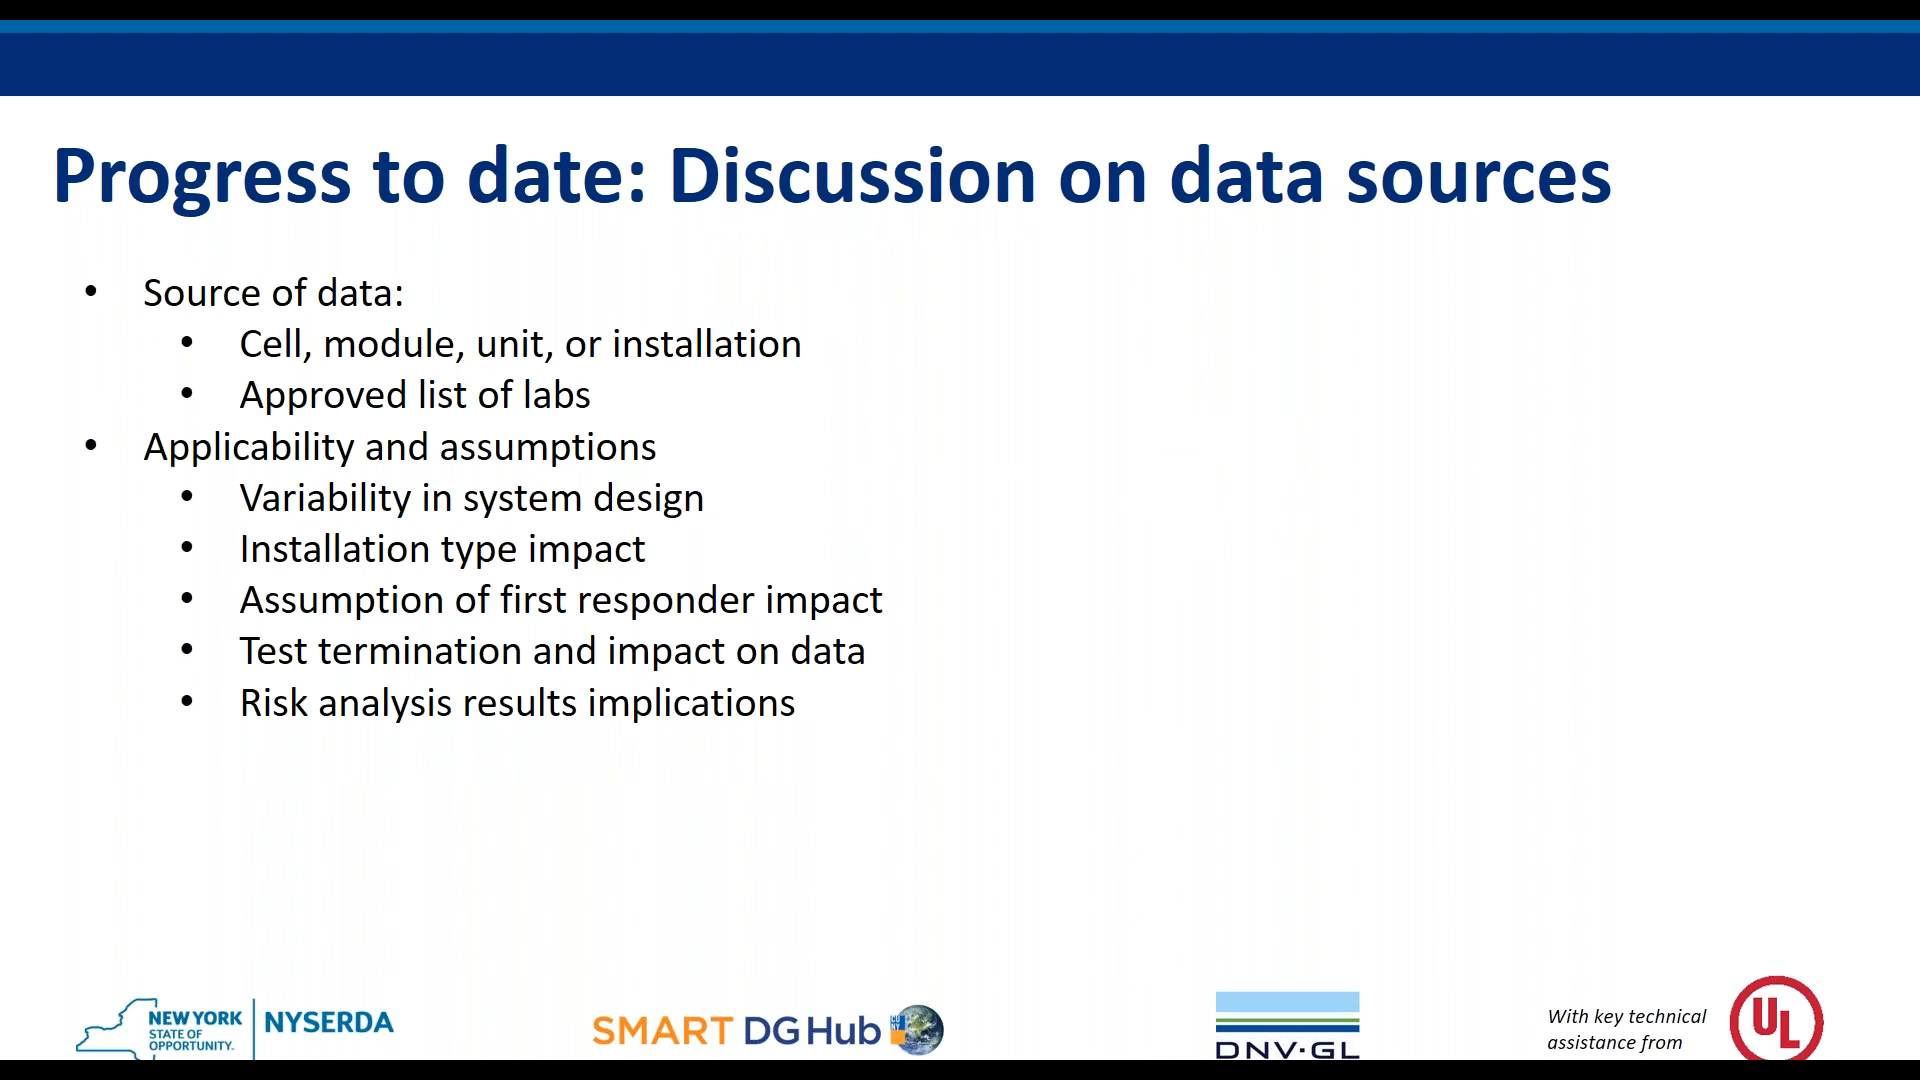 Progress to date: Discussion on data sources
• Source of data:
• Cell, module, unit, or installation
• Approved list of labs
• Applicability and assumptions
• Variability in system design
• Installation type impact
• Assumption of first responder impact
• Test termination and impact on data
• Risk analysis results implications
NEW YORK
STATE OF
OPPORTUNITY.
NYSERDA
SMART DG Hub
CU
NY
DNV·GL
With key technical
assistance from
UL